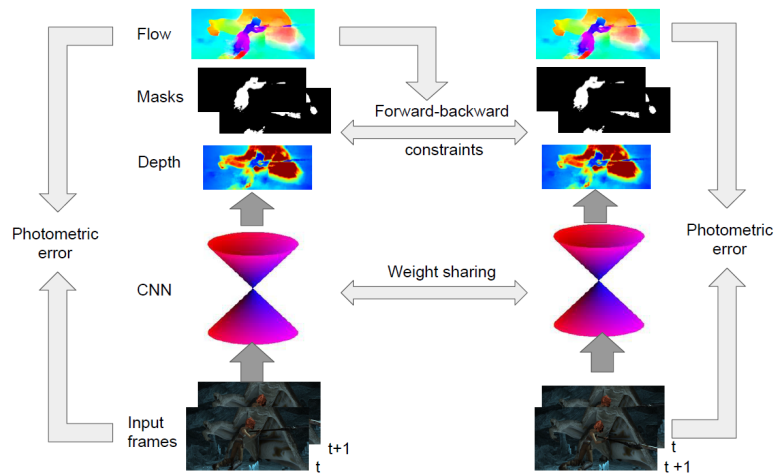 Flow
Masks
Forward-backward
constraints
Depth
Photometric
error
Photometric
error
CNN
Weight sharing
Input
frames
t+1
t
t
t +1